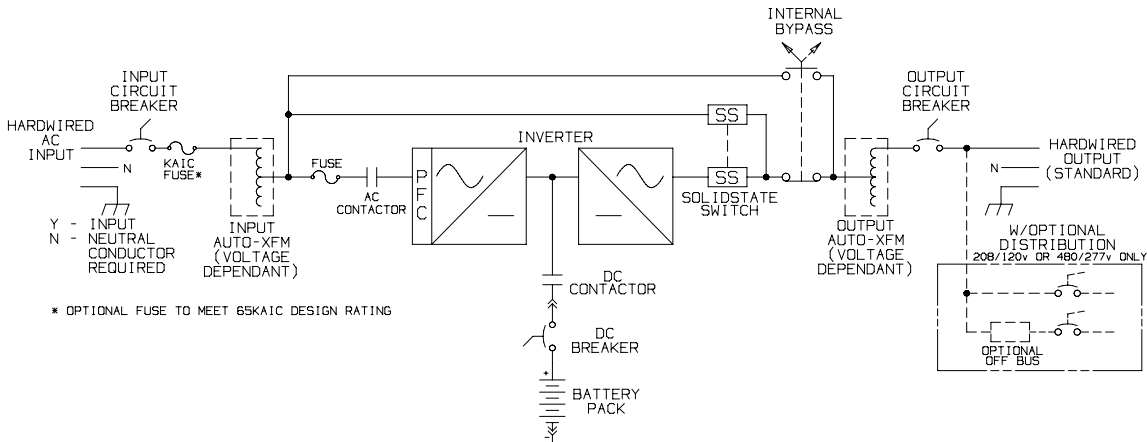 INTERNAL
BYPASS
INPUT
CIRCUIT
BREAKER
OUTPUT
CIRCUIT
BREAKER
HARDWIRED
AC
INPUT
N
KAIC
FUSE*
FUSE
AC
CONTACTOR
PFC
INVERTER
SS
SS
SOLIDSTATE
SWITCH
HARDWIRED
OUTPUT
(STANDARD)
N
Y - INPUT
N - NEUTRAL
CONDUCTOR
REQUIRED
INPUT
AUTO-XFM
(VOLTAGE
DEPENDANT)
OUTPUT
AUTO-XFM
(VOLTAGE
DEPENDANT)
W/OPTIONAL
DISTRIBUTION
208/120v OR 480/277v ONLY
DC
CONTACTOR
* OPTIONAL FUSE TO MEET 65KAIC DESIGN RATING
DC
BREAKER
OPTIONAL
OFF BUS
+
BATTERY
PACK
-